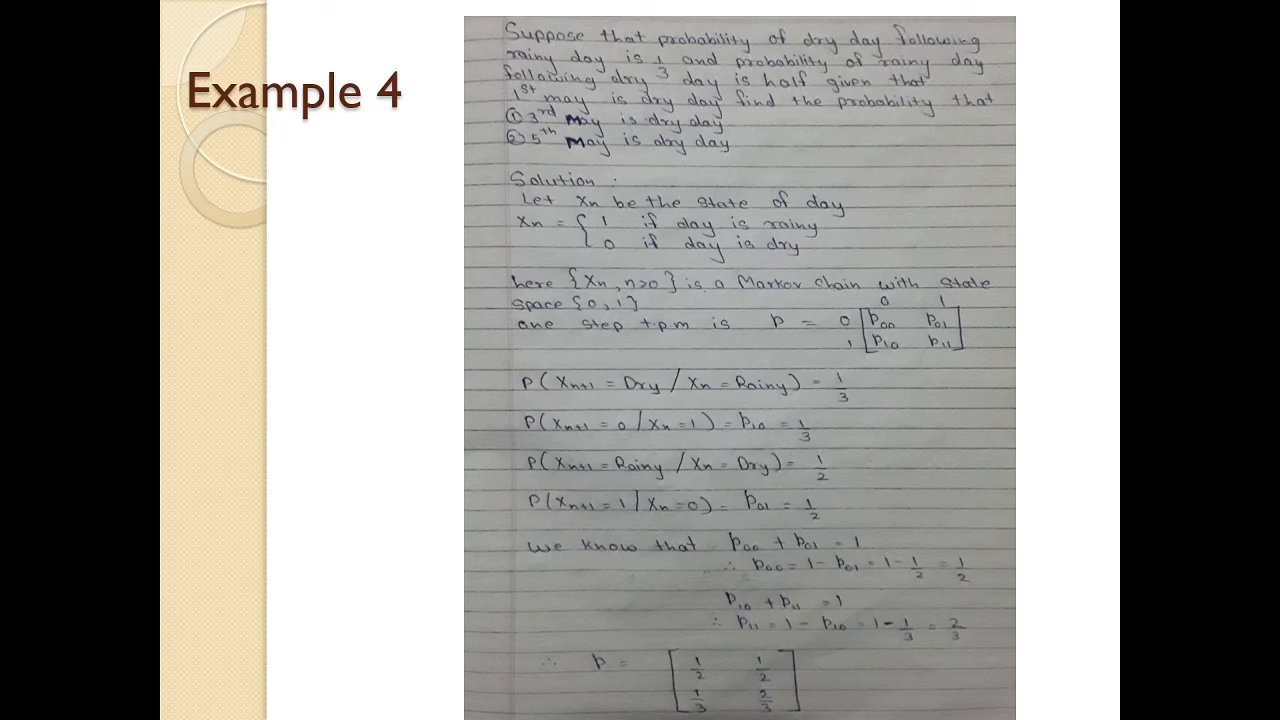 Example 4
Suppose that probability of dry day following
rainy day is 1/3 and probability of rainy day
following dry day is half given that
1st may is dry day find the probability that
① 3rd May is dry day
② 5th May is dry day
Solution :
Let Xn be the state of day
Xn = { 1 if day is rainy
0 if day is dry
here {Xn, n>0} is a Markov chain with state
space {0,1}
0 1
one step t.p.m is P = 0 [ P00 P01
1 P10 P11 ]
P(Xn+1 = Dry / Xn = Rainy) = 1/3
P(Xn+1 = 0 / Xn = 1) = P10 = 1/3
P(Xn+1 = Rainy / Xn = Dry) = 1/2
P(Xn+1 = 1 / Xn = 0) = P01 = 1/2
We know that P00 + P01 = 1
∴ P00 = 1 - P01 = 1 - 1/2 = 1/2
P10 + P11 = 1
∴ P11 = 1 - P10 = 1 - 1/3 = 2/3
∴ P = [ 1/2 1/2
1/3 2/3 ]